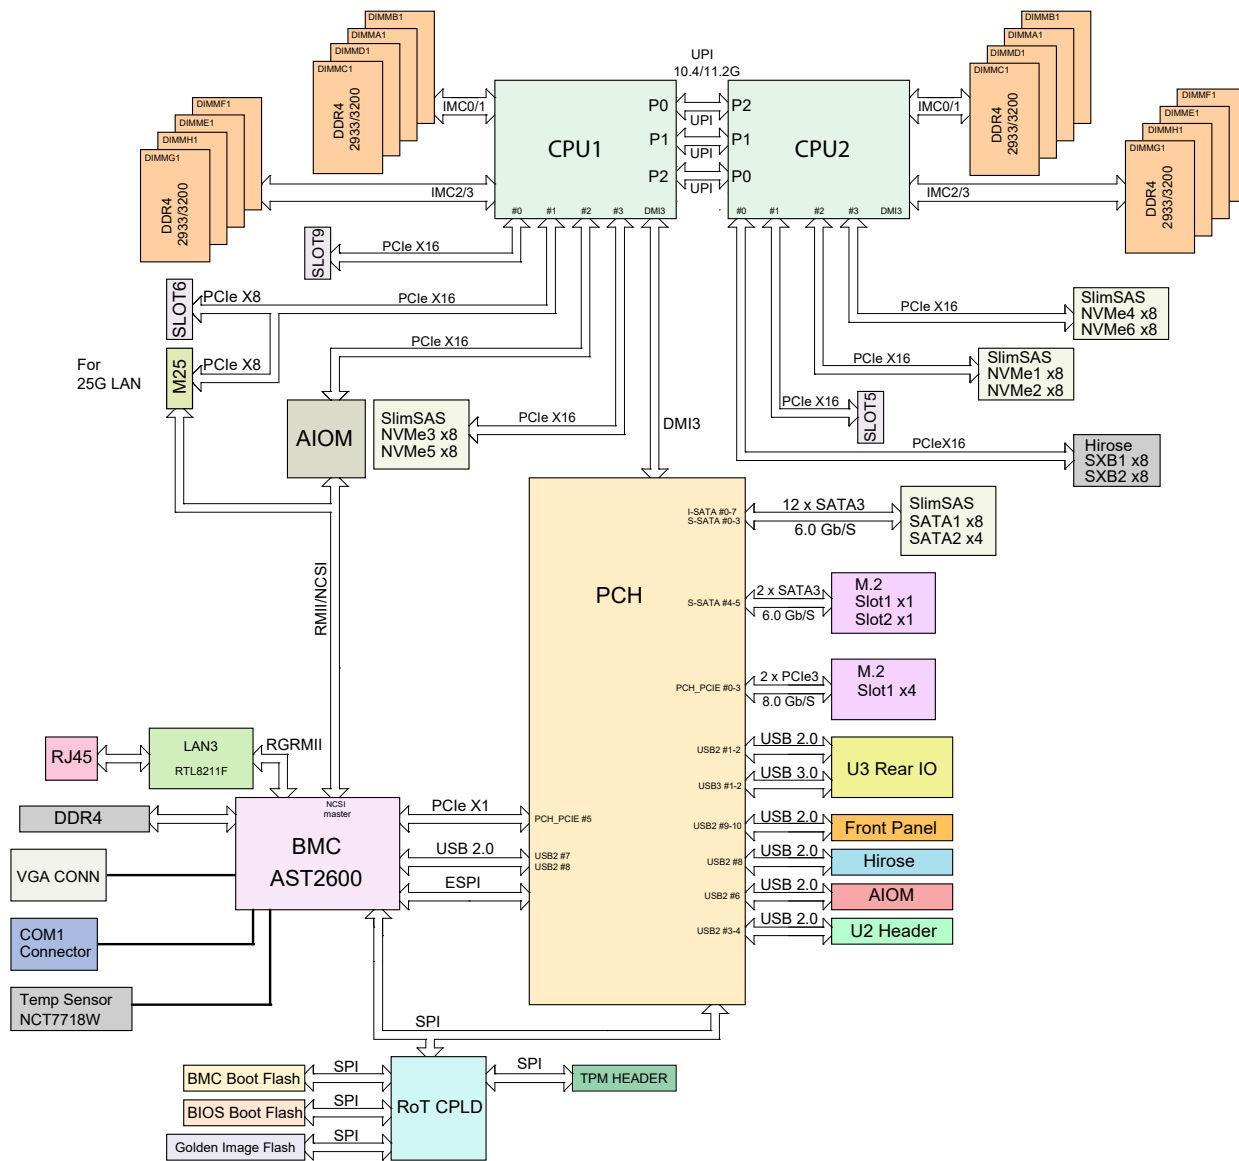 DIMMB1
DIMMA1
DIMMD1
DIMMC1
DDR4
2933/3200
DIMMF1
DIMME1
DIMMH1
DIMMG1
DDR4
2933/3200
IMC0/1
IMC2/3
UPI
10.4/11.2G
CPU1
P0
P1
P2
#0
#1
#2
#3
DMI3
UPI
UPI
UPI
CPU2
P2
P1
P0
#0
#1
#2
#3
DMI3
IMC0/1
IMC2/3
DIMMB1
DIMMA1
DIMMD1
DIMMC1
DDR4
2933/3200
DIMMF1
DIMME1
DIMMH1
DIMMG1
DDR4
2933/3200
SLOT9
PCIe X16
SLOT6
PCIe X8
PCIe X16
For
25G LAN
M25
PCIe X8
PCIe X16
AIOM
SlimSAS
NVMe3 x8
NVMe5 x8
PCIe X16
DMI3
PCIe X16
SlimSAS
NVMe4 x8
NVMe6 x8
PCIe X16
SlimSAS
NVMe1 x8
NVMe2 x8
PCIe X16
SLOT5
PCIeX16
Hirose
SXB1 x8
SXB2 x8
PCH
I-SATA #0-7
S-SATA #0-3
12 x SATA3
6.0 Gb/S
SlimSAS
SATA1 x8
SATA2 x4
S-SATA #4-5
2 x SATA3
6.0 Gb/S
M.2
Slot1 x1
Slot2 x1
PCH_PCIE #0-3
2 x PCIe3
8.0 Gb/S
M.2
Slot1 x4
USB2 #1-2
USB 2.0
USB3 #1-2
USB 3.0
U3 Rear IO
USB2 #9-10
USB 2.0
Front Panel
USB2 #8
USB 2.0
Hirose
USB2 #6
USB 2.0
AIOM
USB2 #3-4
USB 2.0
U2 Header
RMII/NCSI
RJ45
LAN3
RTL8211F
RGRMII
DDR4
VGA CONN
COM1
Connector
Temp Sensor
NCT7718W
NCSI
master
BMC
AST2600
PCIe X1
PCH_PCIE #5
USB 2.0
USB2 #7
USB2 #8
ESPI
SPI
BMC Boot Flash
SPI
BIOS Boot Flash
SPI
Golden Image Flash
SPI
RoT CPLD
SPI
TPM HEADER